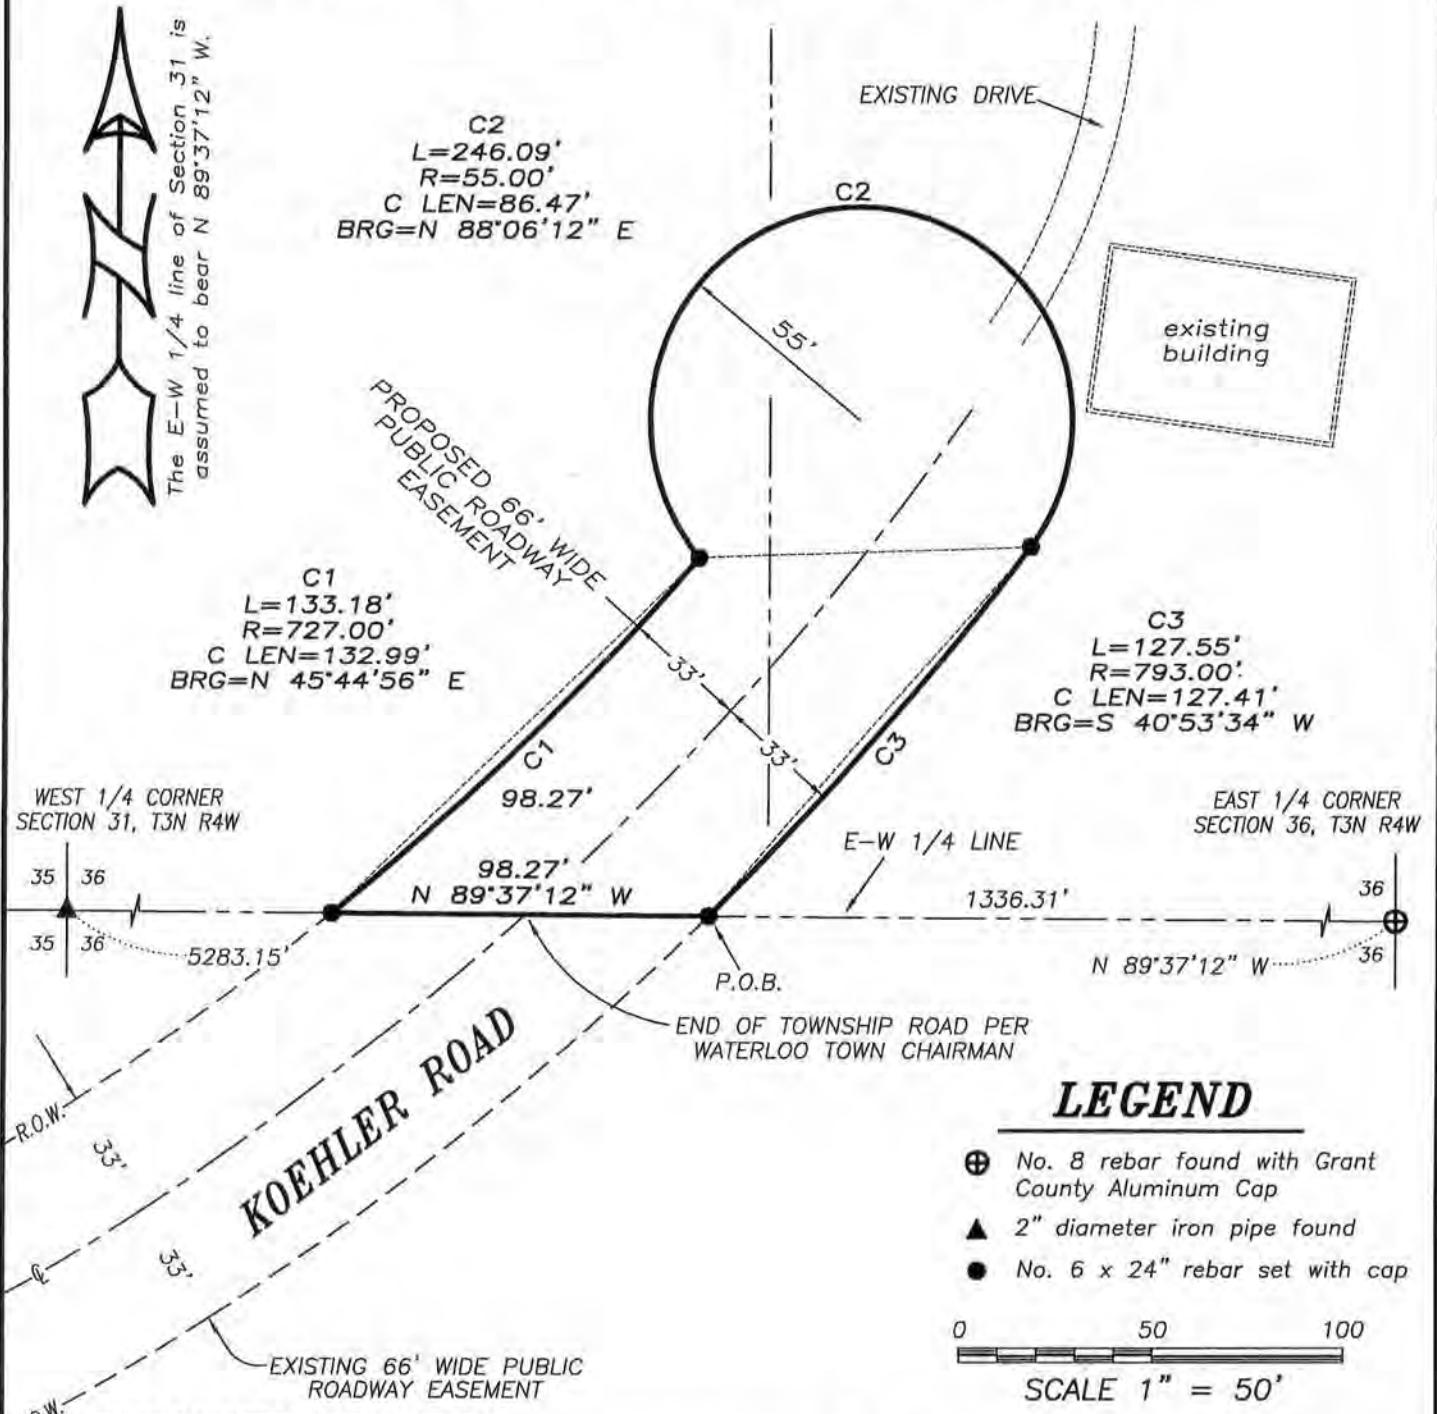 The E-W 1/4 line of Section 31 is
assumed to bear N 89°37'12" W.
EXISTING DRIVE
C2
L=246.09'
R=55.00'
C LEN=86.47'
BRG=N 88°06'12" E
C2
existing
building
55'
PROPOSED 66' WIDE
PUBLIC ROADWAY
EASEMENT
C1
L=133.18'
R=727.00'
C LEN=132.99'
BRG=N 45°44'56" E
C3
L=127.55'
R=793.00'
C LEN=127.41'
BRG=S 40°53'34" W
33'
33'
C1
C3
98.27'
WEST 1/4 CORNER
SECTION 31, T3N R4W
EAST 1/4 CORNER
SECTION 36, T3N R4W
E-W 1/4 LINE
98.27'
N 89°37'12" W
35 36
35 36
5283.15'
1336.31'
36
36
N 89°37'12" W
P.O.B.
END OF TOWNSHIP ROAD PER
WATERLOO TOWN CHAIRMAN
KOEHLER ROAD
R.O.W.
33'
33'
℄
EXISTING 66' WIDE PUBLIC
ROADWAY EASEMENT
LEGEND
No. 8 rebar found with Grant
County Aluminum Cap
2" diameter iron pipe found
No. 6 x 24" rebar set with cap
0 50 100
SCALE 1" = 50'